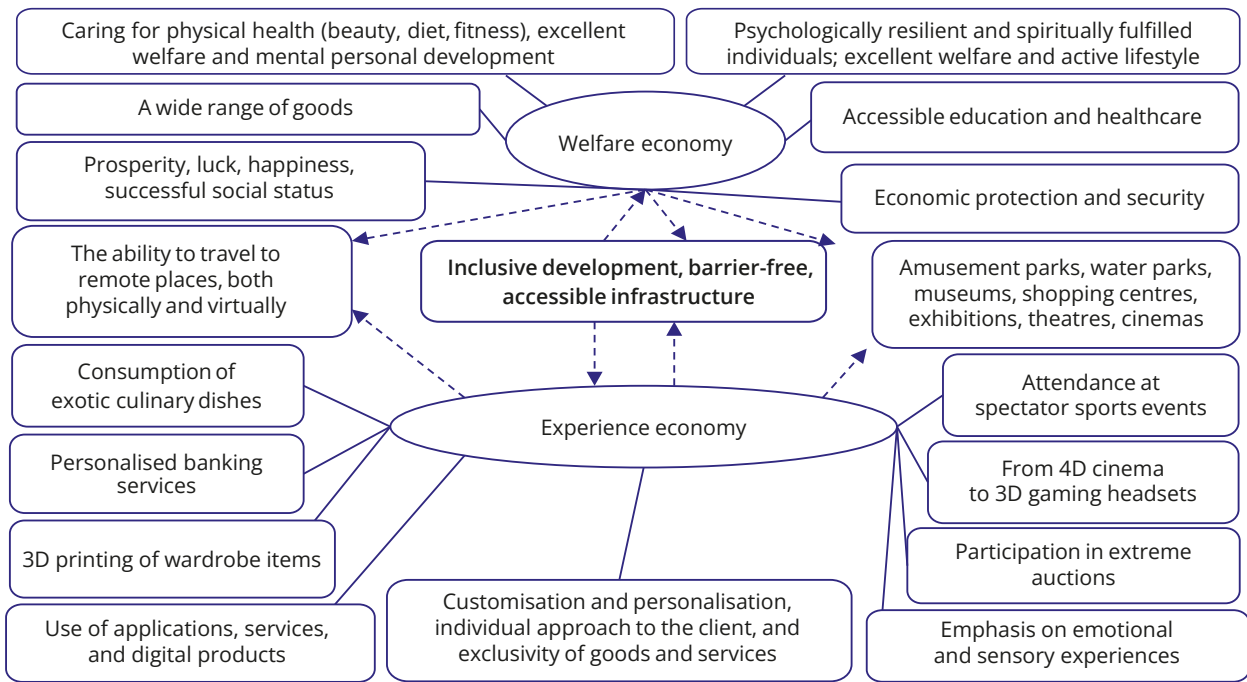 Caring for physical health (beauty, diet, fitness), excellent
welfare and mental personal development
Psychologically resilient and spiritually fulfilled
individuals; excellent welfare and active lifestyle
A wide range of goods
Welfare economy
Accessible education and healthcare
Prosperity, luck, happiness,
successful social status
Economic protection and security
The ability to travel to
remote places, both
physically and virtually
Inclusive development, barrier-free,
accessible infrastructure
Amusement parks, water parks,
museums, shopping centres,
exhibitions, theatres, cinemas
Consumption of
exotic culinary dishes
Experience economy
Attendance at
spectator sports events
Personalised banking
services
From 4D cinema
to 3D gaming headsets
3D printing of wardrobe items
Participation in extreme
auctions
Use of applications, services,
and digital products
Customisation and personalisation,
individual approach to the client, and
exclusivity of goods and services
Emphasis on emotional
and sensory experiences